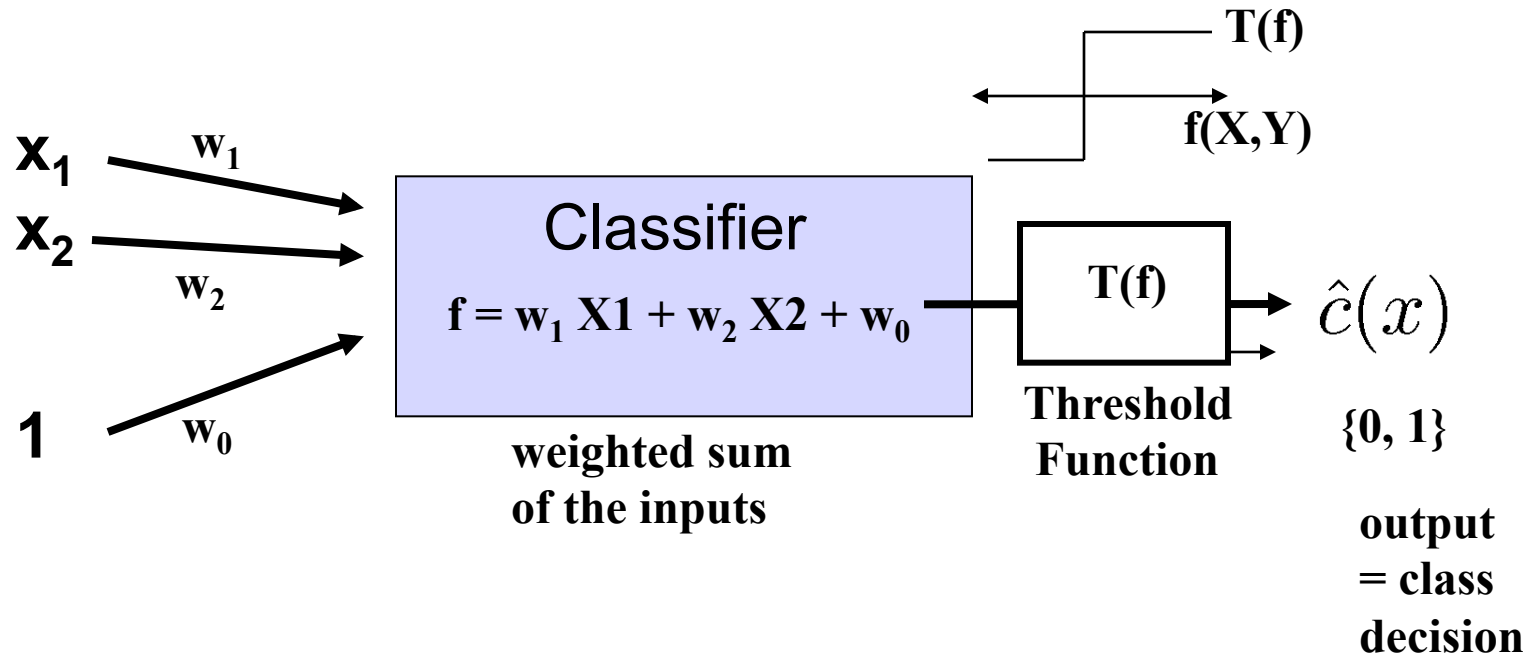 T(f)
f(X,Y)
x₁
w₁
x₂
w₂
1
w₀
Classifier
f = w₁ X1 + w₂ X2 + w₀
weighted sum
of the inputs
T(f)
Threshold
Function
ĉ(x)
{0, 1}
output
= class
decision